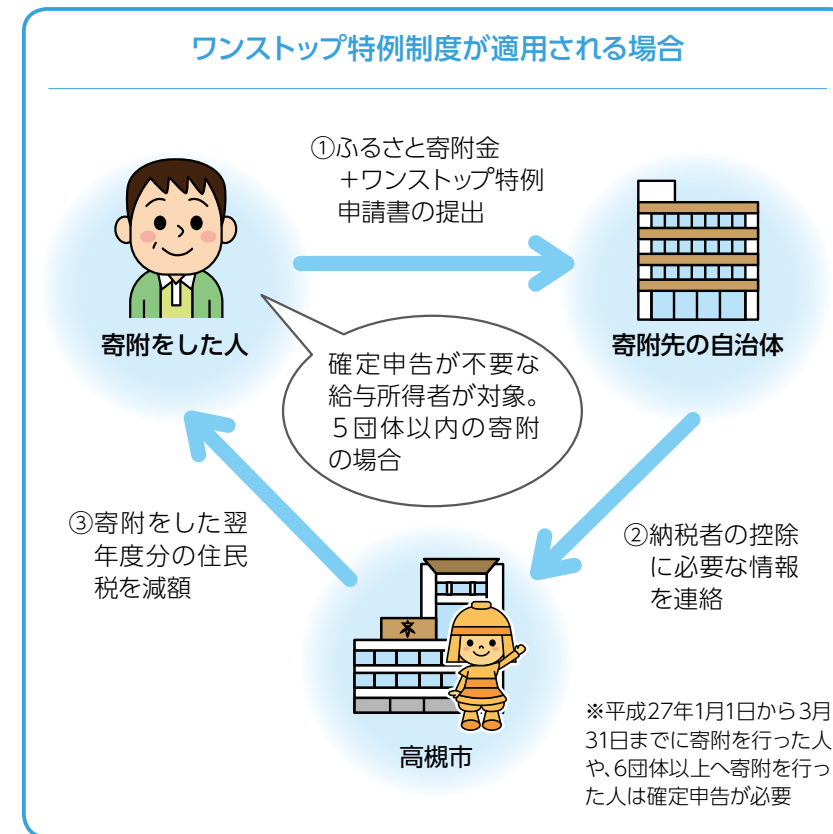 ワンストップ特例制度が適用される場合
①ふるさと寄附金
＋ワンストップ特例
申請書の提出
寄附をした人
寄附先の自治体
確定申告が不要な
給与所得者が対象。
５団体以内の寄附
の場合
③寄附をした翌
年度分の住民
税を減額
②納税者の控除
に必要な情報
を連絡
高槻市
※平成27年1月1日から3月
31日までに寄附を行った人
や、6団体以上へ寄附を行っ
た人は確定申告が必要